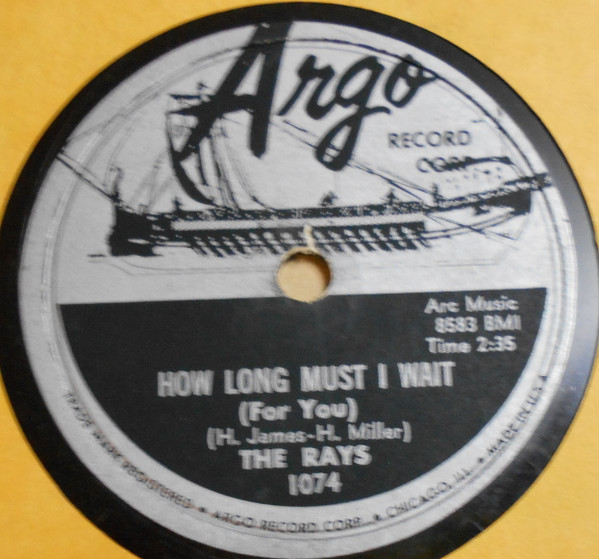 Argo
RECORD
CORP.
Arc Music
8583 BMI
Time 2:35
HOW LONG MUST I WAIT
(For You)
(H. James-H. Miller)
THE RAYS
1074
TRADE MARK REGISTERED • ARGO RECORD CORP. • CHICAGO, ILL. • MADE IN U.S.A.